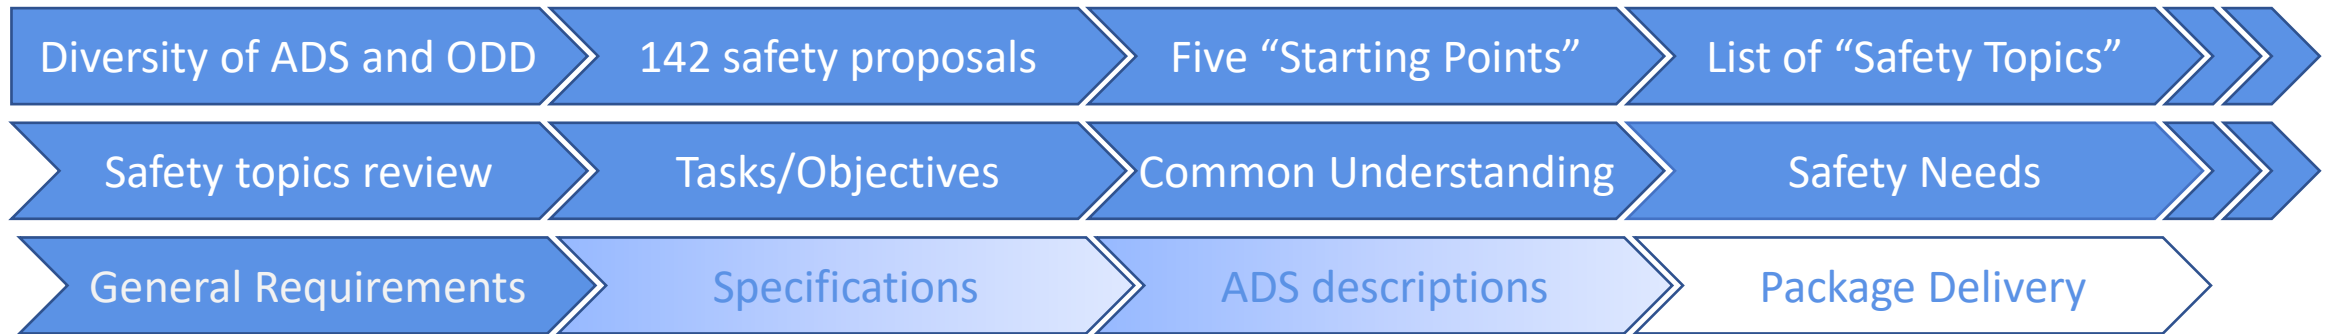 Diversity of ADS and ODD
142 safety proposals
Five “Starting Points”
List of “Safety Topics”
Safety topics review
Tasks/Objectives
Common Understanding
Safety Needs
General Requirements
Specifications
ADS descriptions
Package Delivery